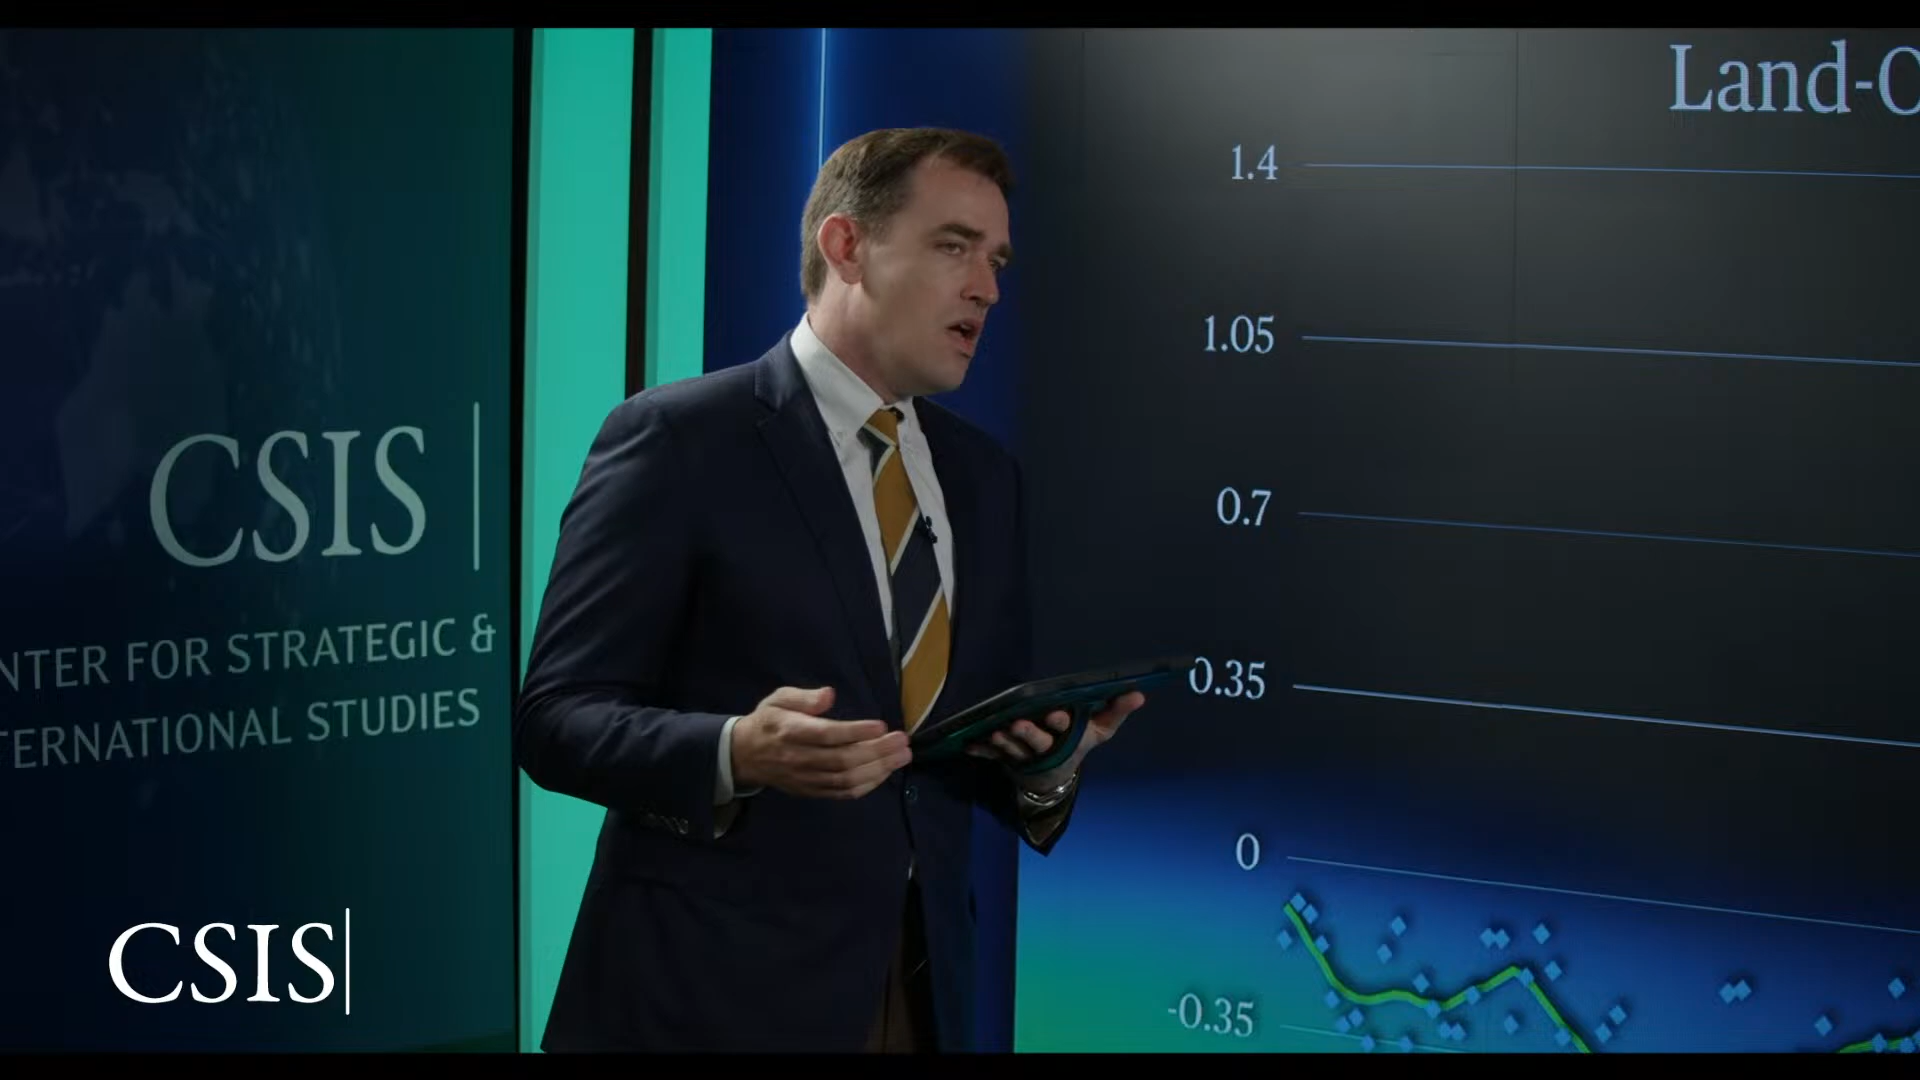 CSIS
NTER FOR STRATEGIC &
TERNATIONAL STUDIES
CSIS
Land-O
1.4
1.05
0.7
0.35
0
-0.35